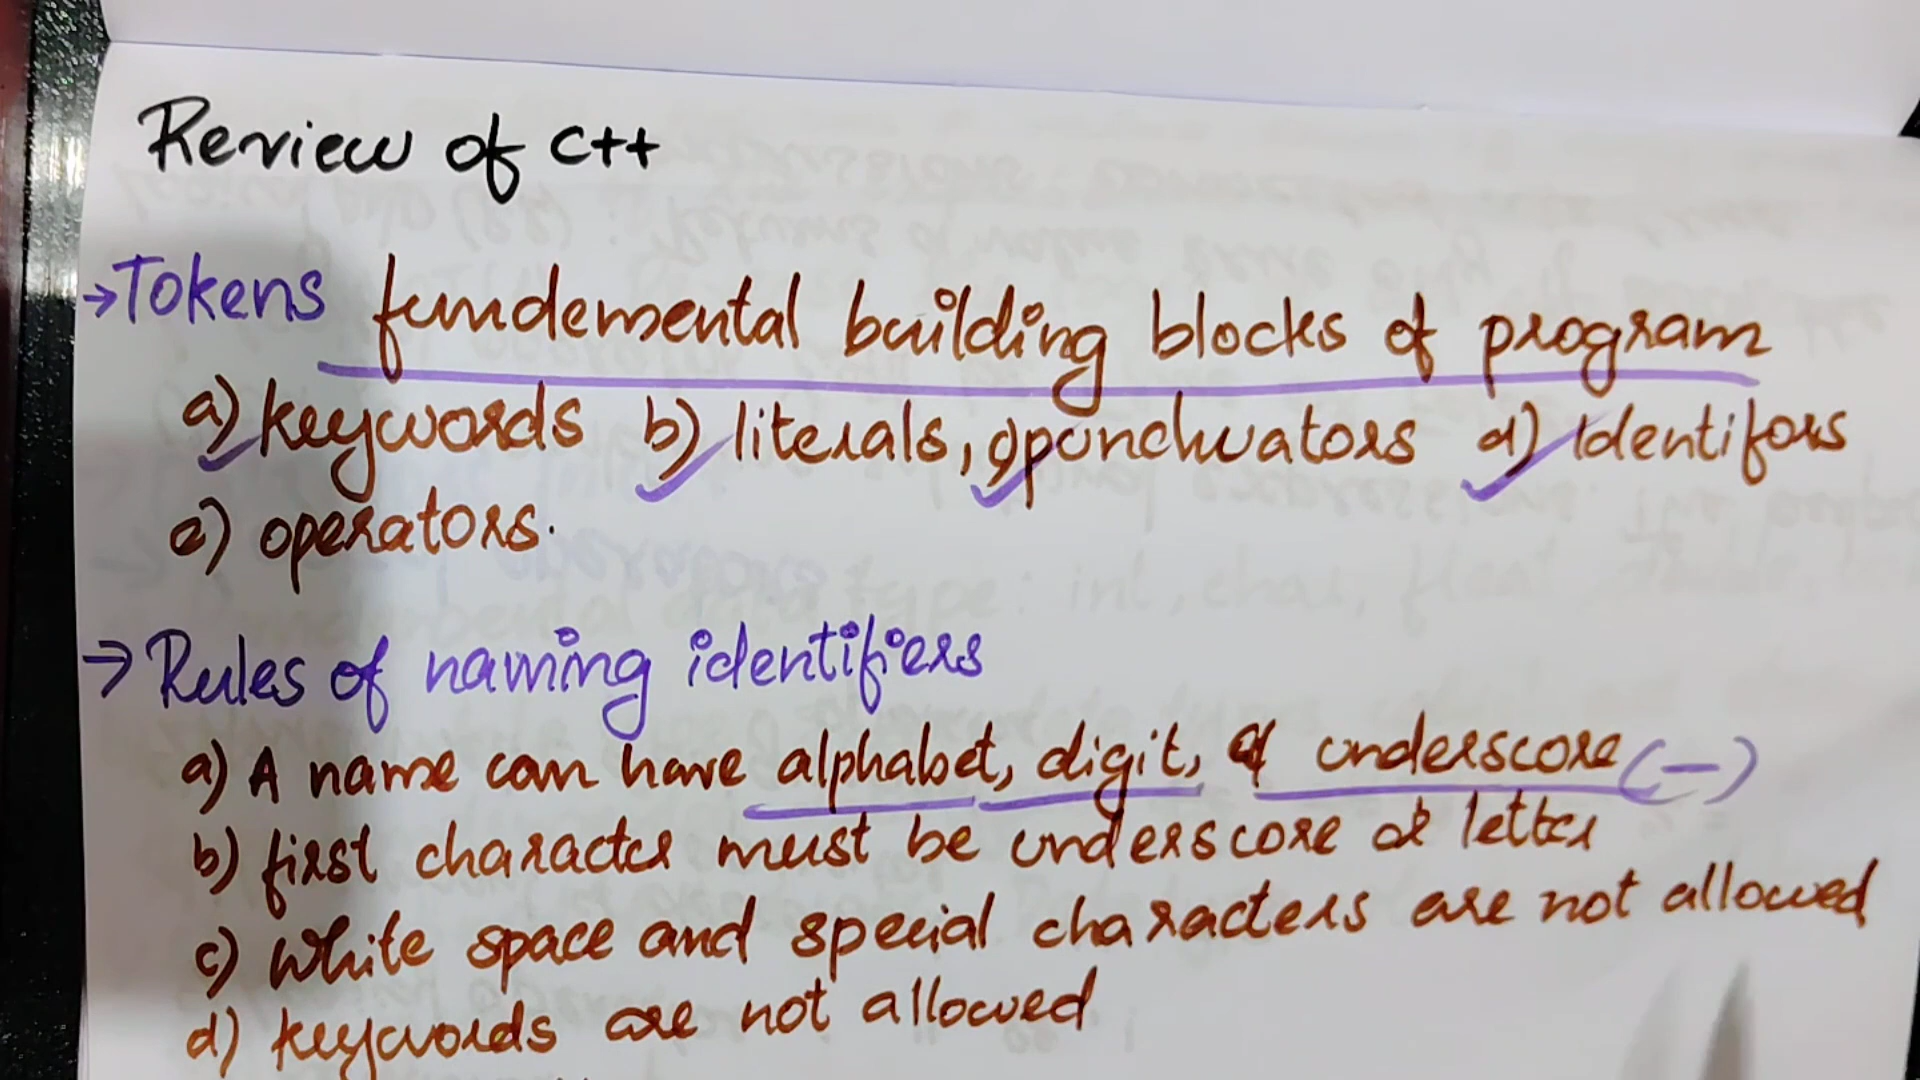 Review of C++
→Tokens fundemental building blocks of program
a) keywords b) literals, c) punchuators d) Identifors
e) operators.
→ Rules of naming identifiers
a) A name can have alphabet, digit, & underscore (_)
b) first character must be underscore or letter
c) White space and special characters are not allowed
d) keywords are not allowed